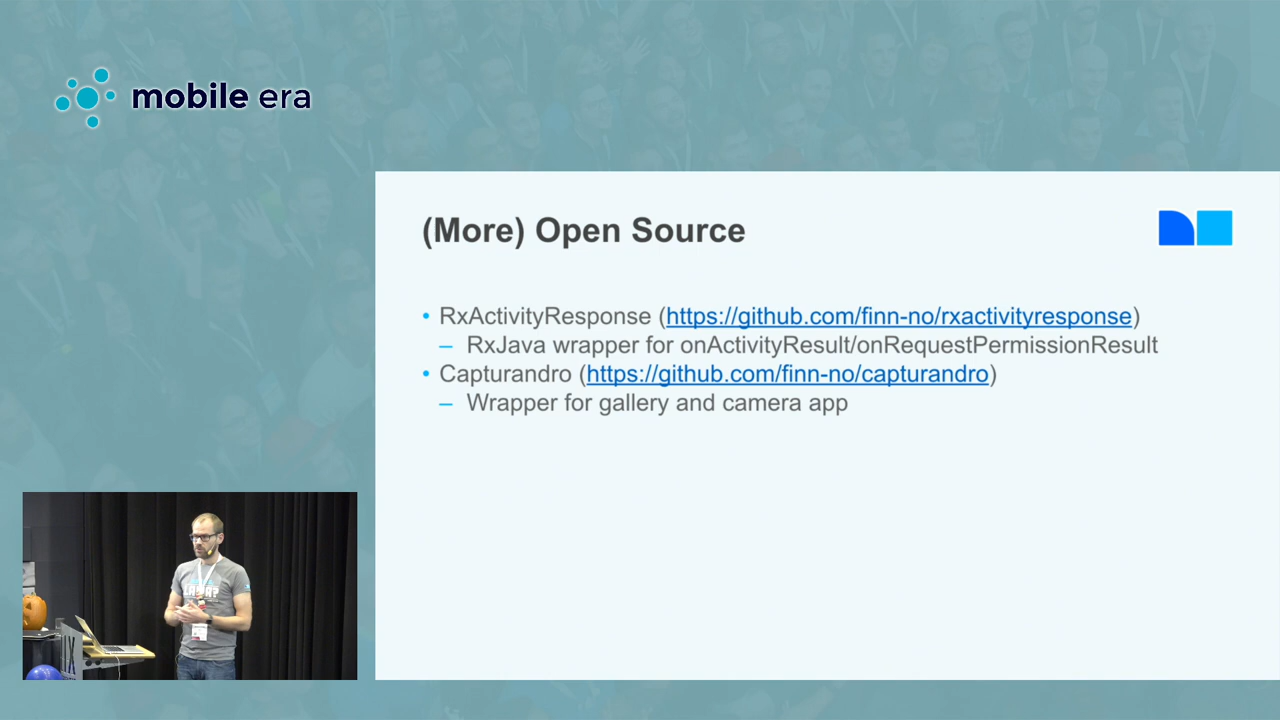 mobile era
(More) Open Source
• RxActivityResponse (https://github.com/finn-no/rxactivityresponse)
– RxJava wrapper for onActivityResult/onRequestPermissionResult
• Capturandro (https://github.com/finn-no/capturandro)
– Wrapper for gallery and camera app